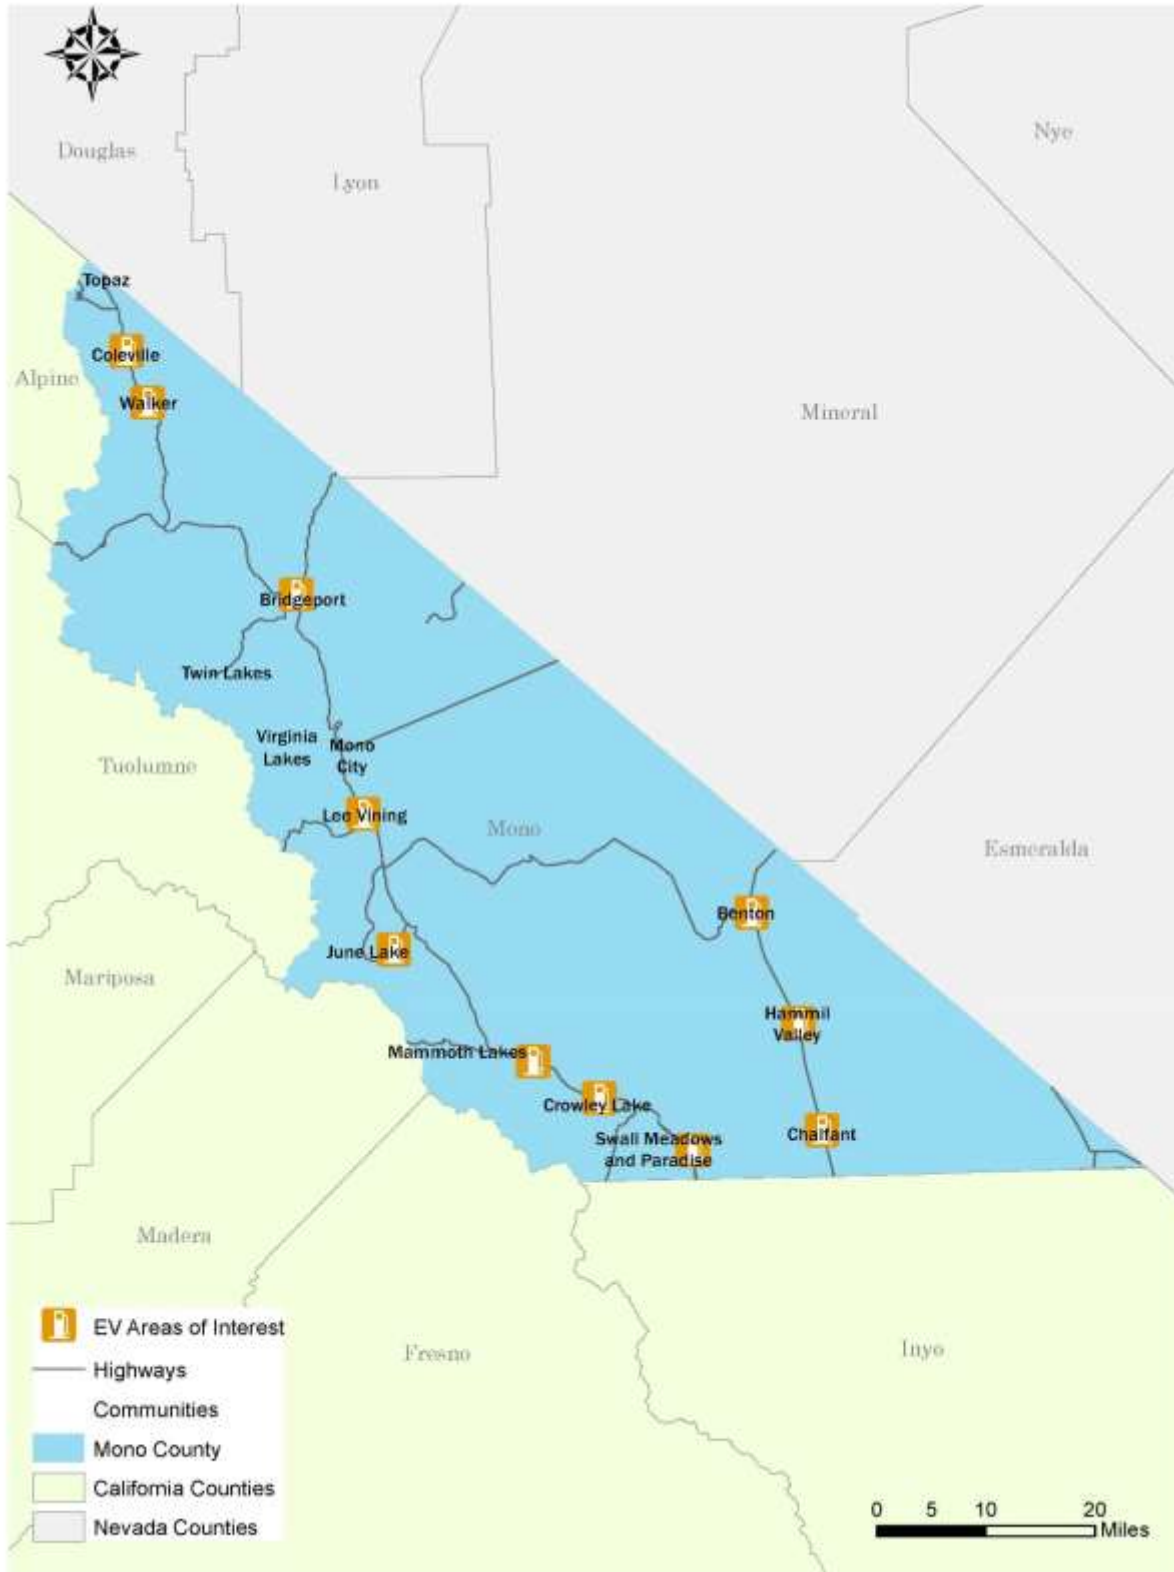 Douglas
Lyon
Nye
Topaz
Coleville
Alpine
Walker
Mineral
Bridgeport
Twin Lakes
Virginia
Lakes
Mono
City
Tuolumne
Lee Vining
Mono
Esmeralda
Benton
June Lake
Mariposa
Hammil
Valley
Mammoth Lakes
Crowley Lake
Swall Meadows
and Paradise
Chalfant
Madera
Fresno
Inyo
EV Areas of Interest
Highways
Communities
Mono County
California Counties
Nevada Counties
0 5 10 20
Miles